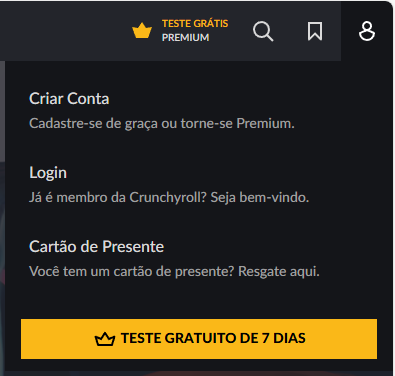 TESTE GRÁTIS
PREMIUM
Criar Conta
Cadastre-se de graça ou torne-se Premium.
Login
Já é membro da Crunchyroll? Seja bem-vindo.
Cartão de Presente
Você tem um cartão de presente? Resgate aqui.
TESTE GRATUITO DE 7 DIAS